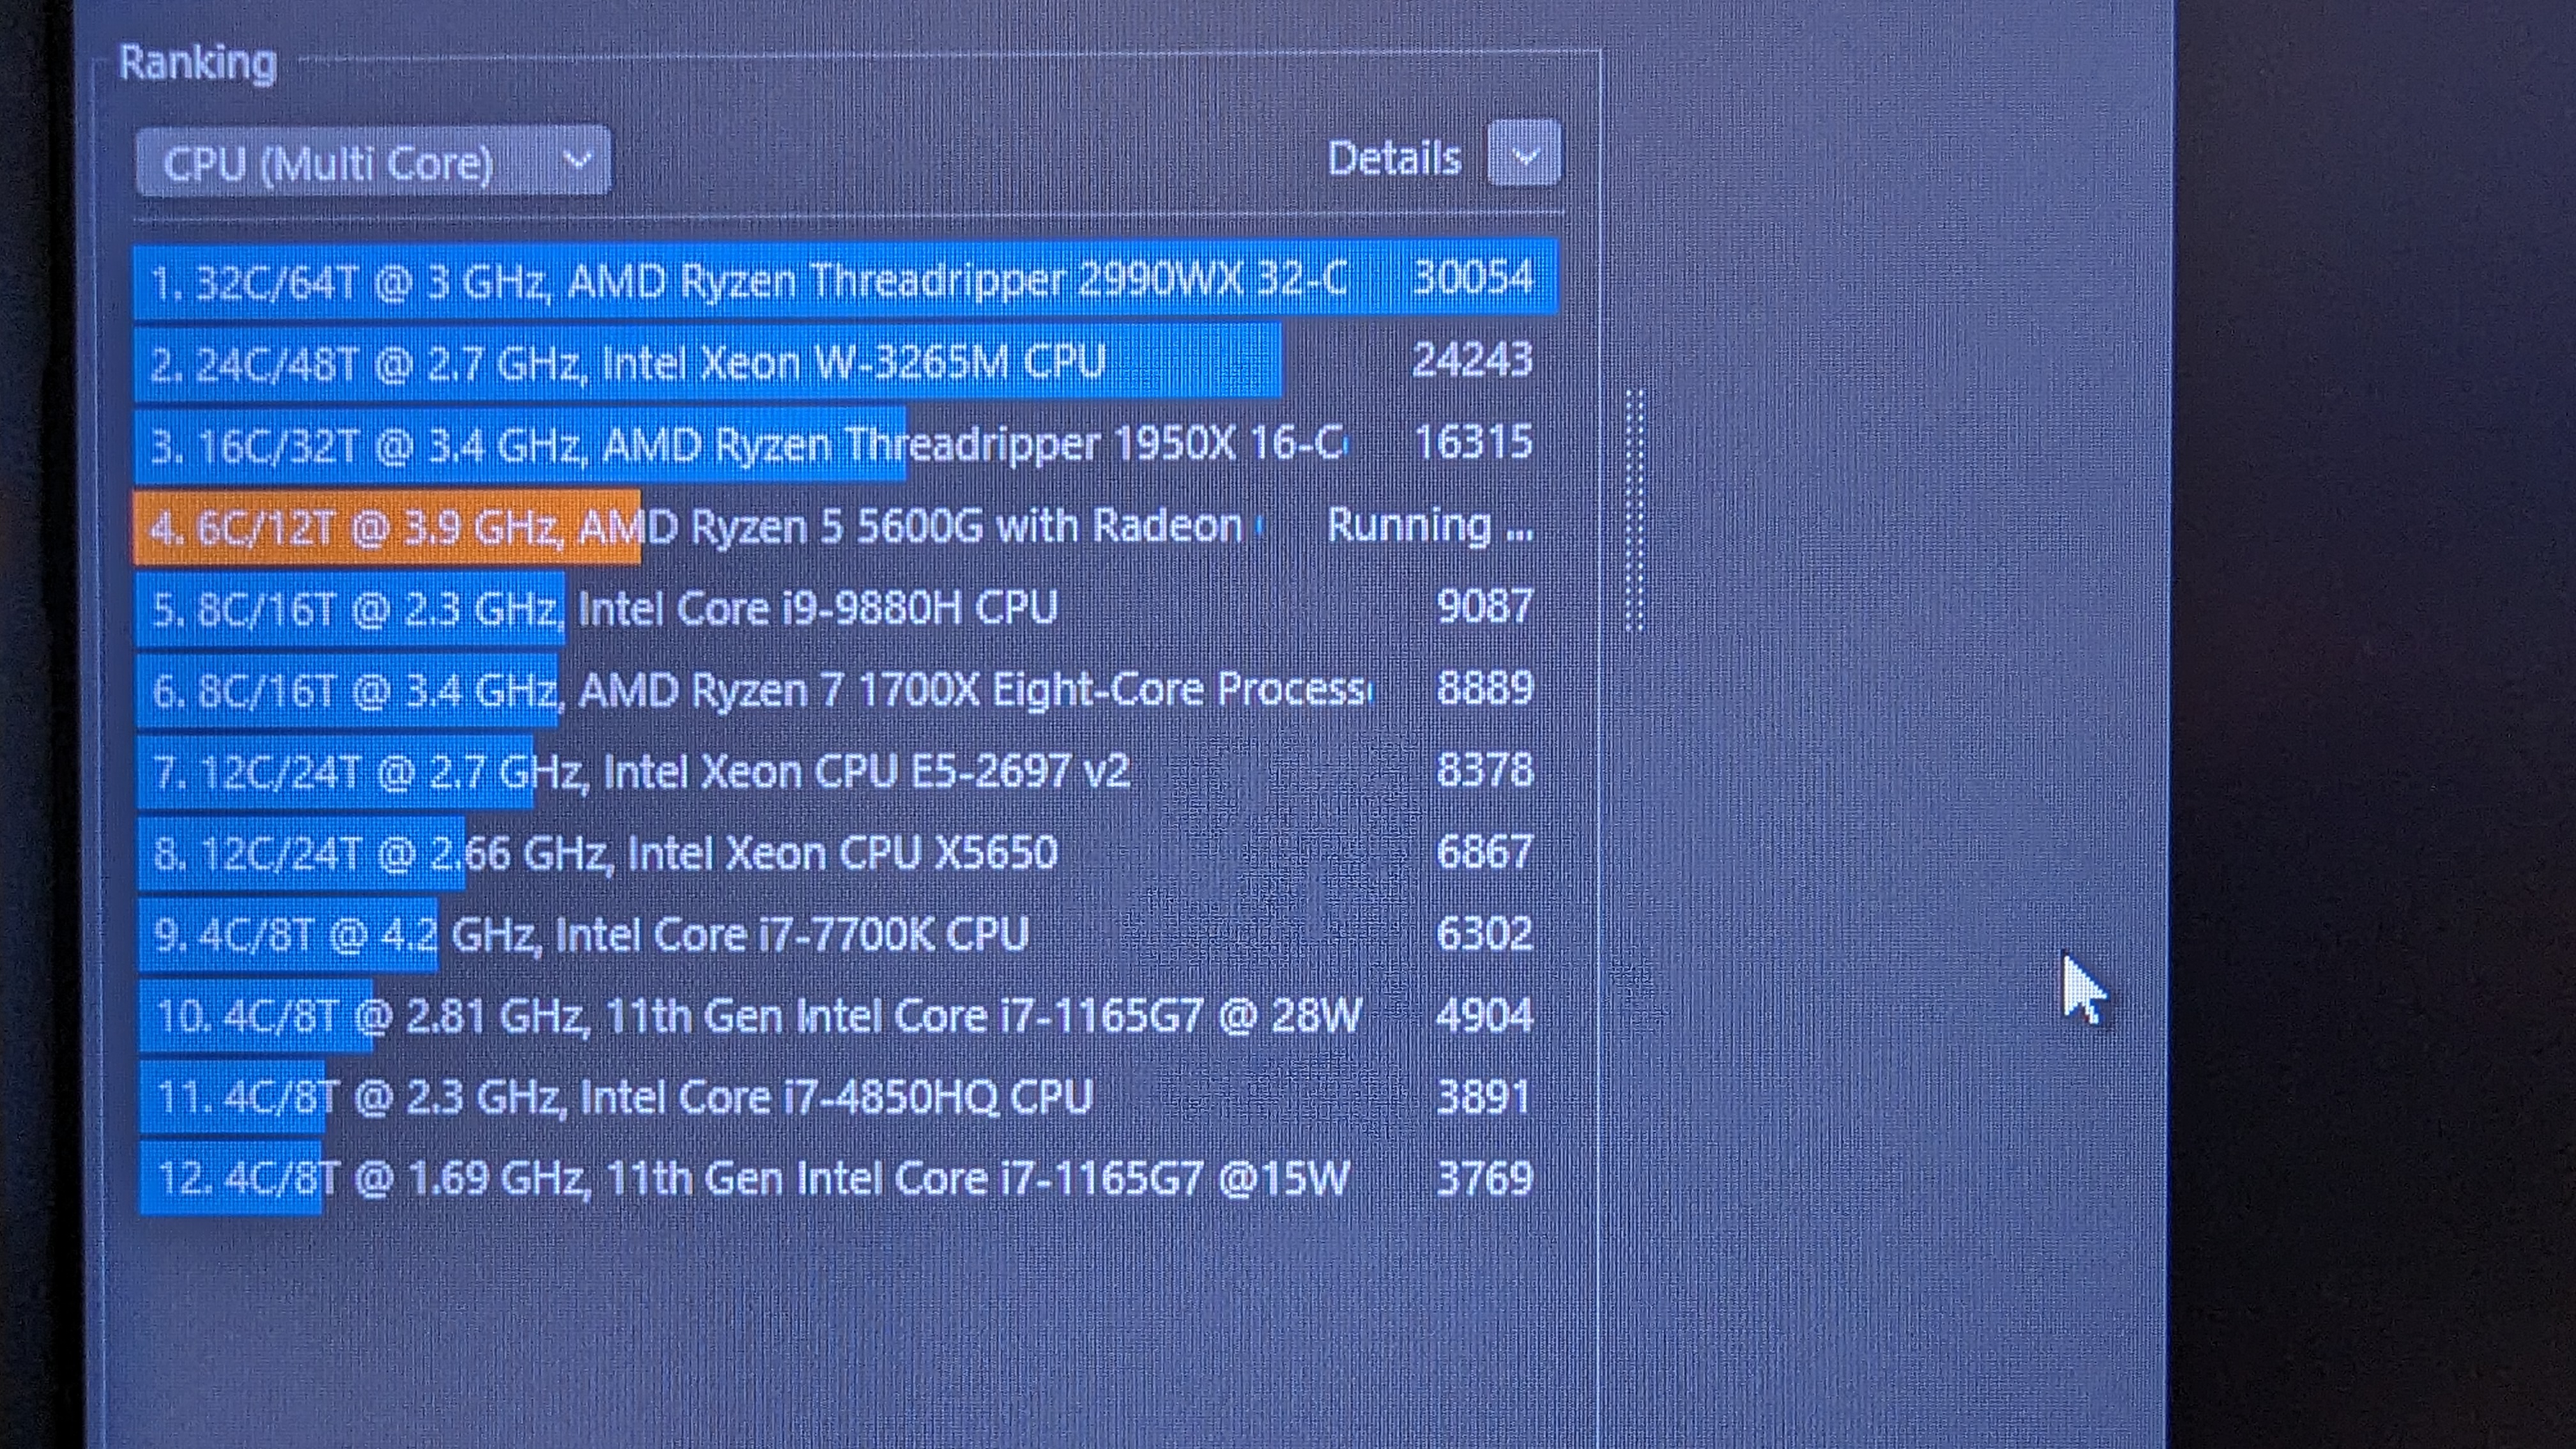 Ranking
CPU (Multi Core)
Details
1. 32C/64T @ 3 GHz, AMD Ryzen Threadripper 2990WX 32-C 30054
2. 24C/48T @ 2.7 GHz, Intel Xeon W-3265M CPU 24243
3. 16C/32T @ 3.4 GHz, AMD Ryzen Threadripper 1950X 16-C 16315
4. 6C/12T @ 3.9 GHz, AMD Ryzen 5 5600G with Radeon Running ...
5. 8C/16T @ 2.3 GHz, Intel Core i9-9880H CPU 9087
6. 8C/16T @ 3.4 GHz, AMD Ryzen 7 1700X Eight-Core Process 8889
7. 12C/24T @ 2.7 GHz, Intel Xeon CPU E5-2697 v2 8378
8. 12C/24T @ 2.66 GHz, Intel Xeon CPU X5650 6867
9. 4C/8T @ 4.2 GHz, Intel Core i7-7700K CPU 6302
10. 4C/8T @ 2.81 GHz, 11th Gen Intel Core i7-1165G7 @ 28W 4904
11. 4C/8T @ 2.3 GHz, Intel Core i7-4850HQ CPU 3891
12. 4C/8T @ 1.69 GHz, 11th Gen Intel Core i7-1165G7 @15W 3769